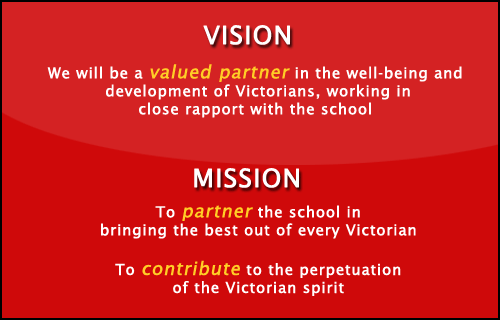 VISION
We will be a valued partner in the well-being and
development of Victorians, working in
close rapport with the school
MISSION
To partner the school in
bringing the best out of every Victorian
To contribute to the perpetuation
of the Victorian spirit